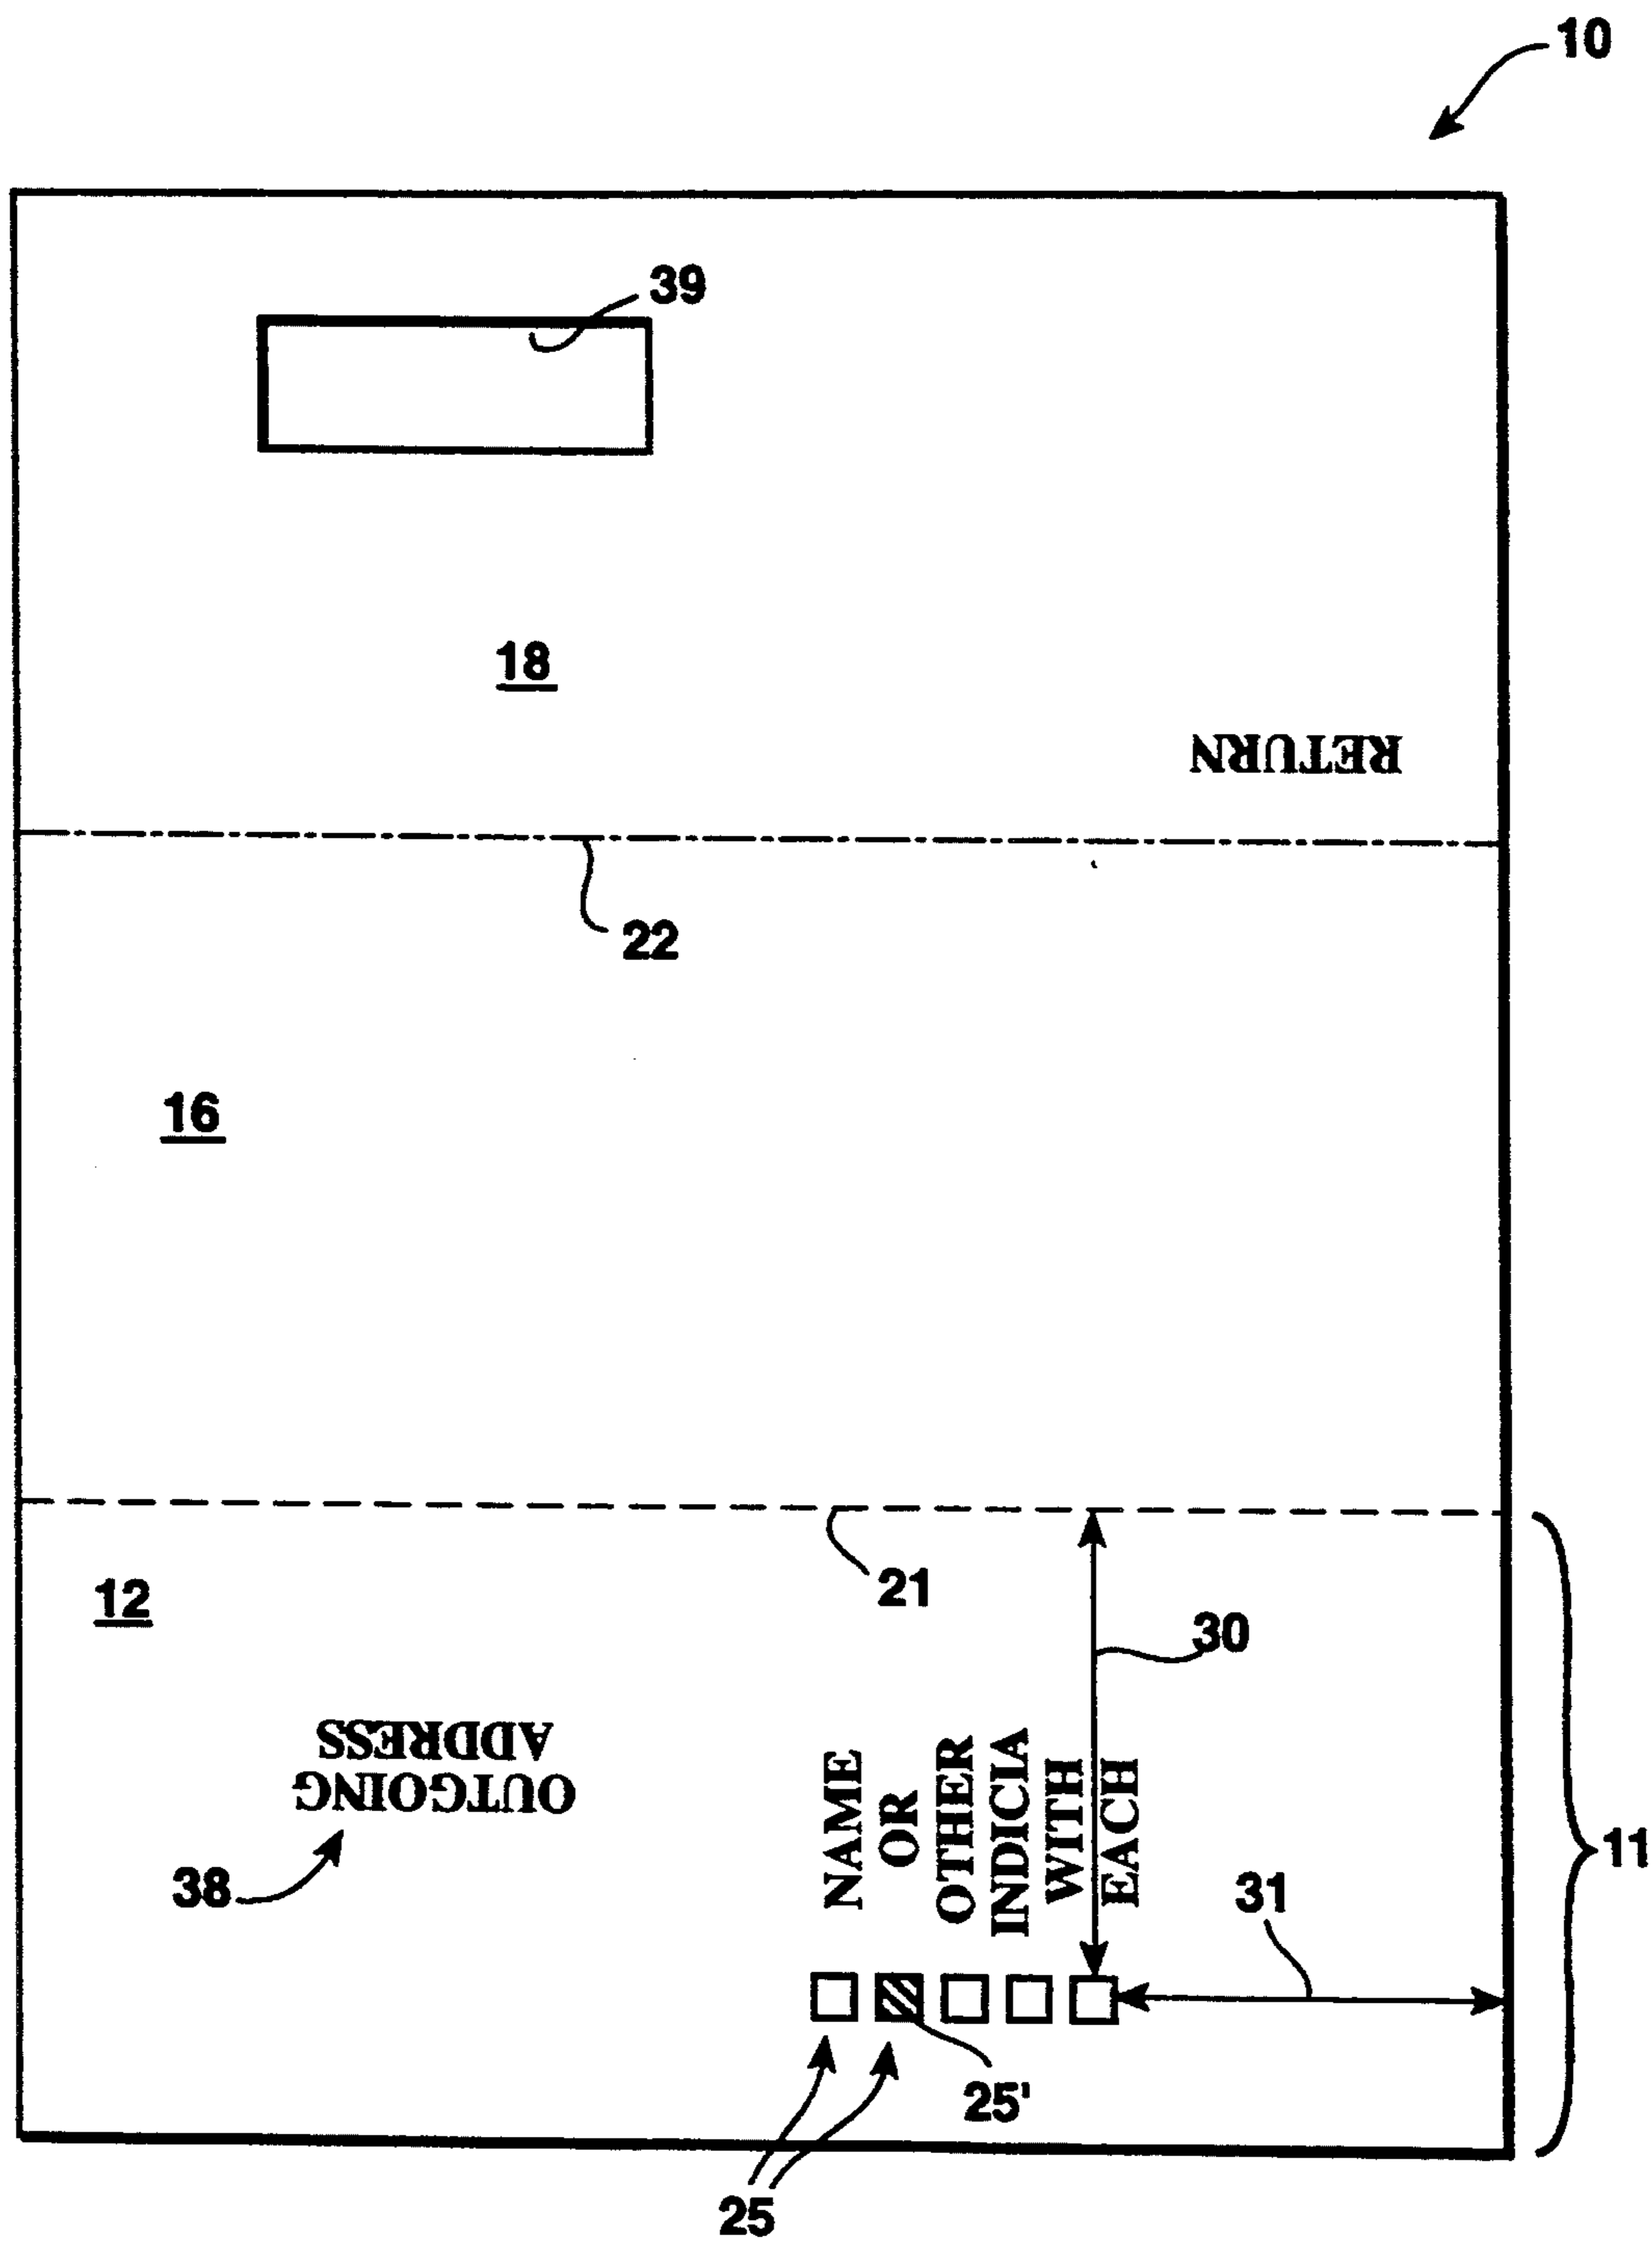 10
39
18
RETURN
22
16
21
12
30
OUTGOING
ADDRESS
NAME
OR
OTHER
INDICIA
WITH
EACH
38
31
11
25'
25